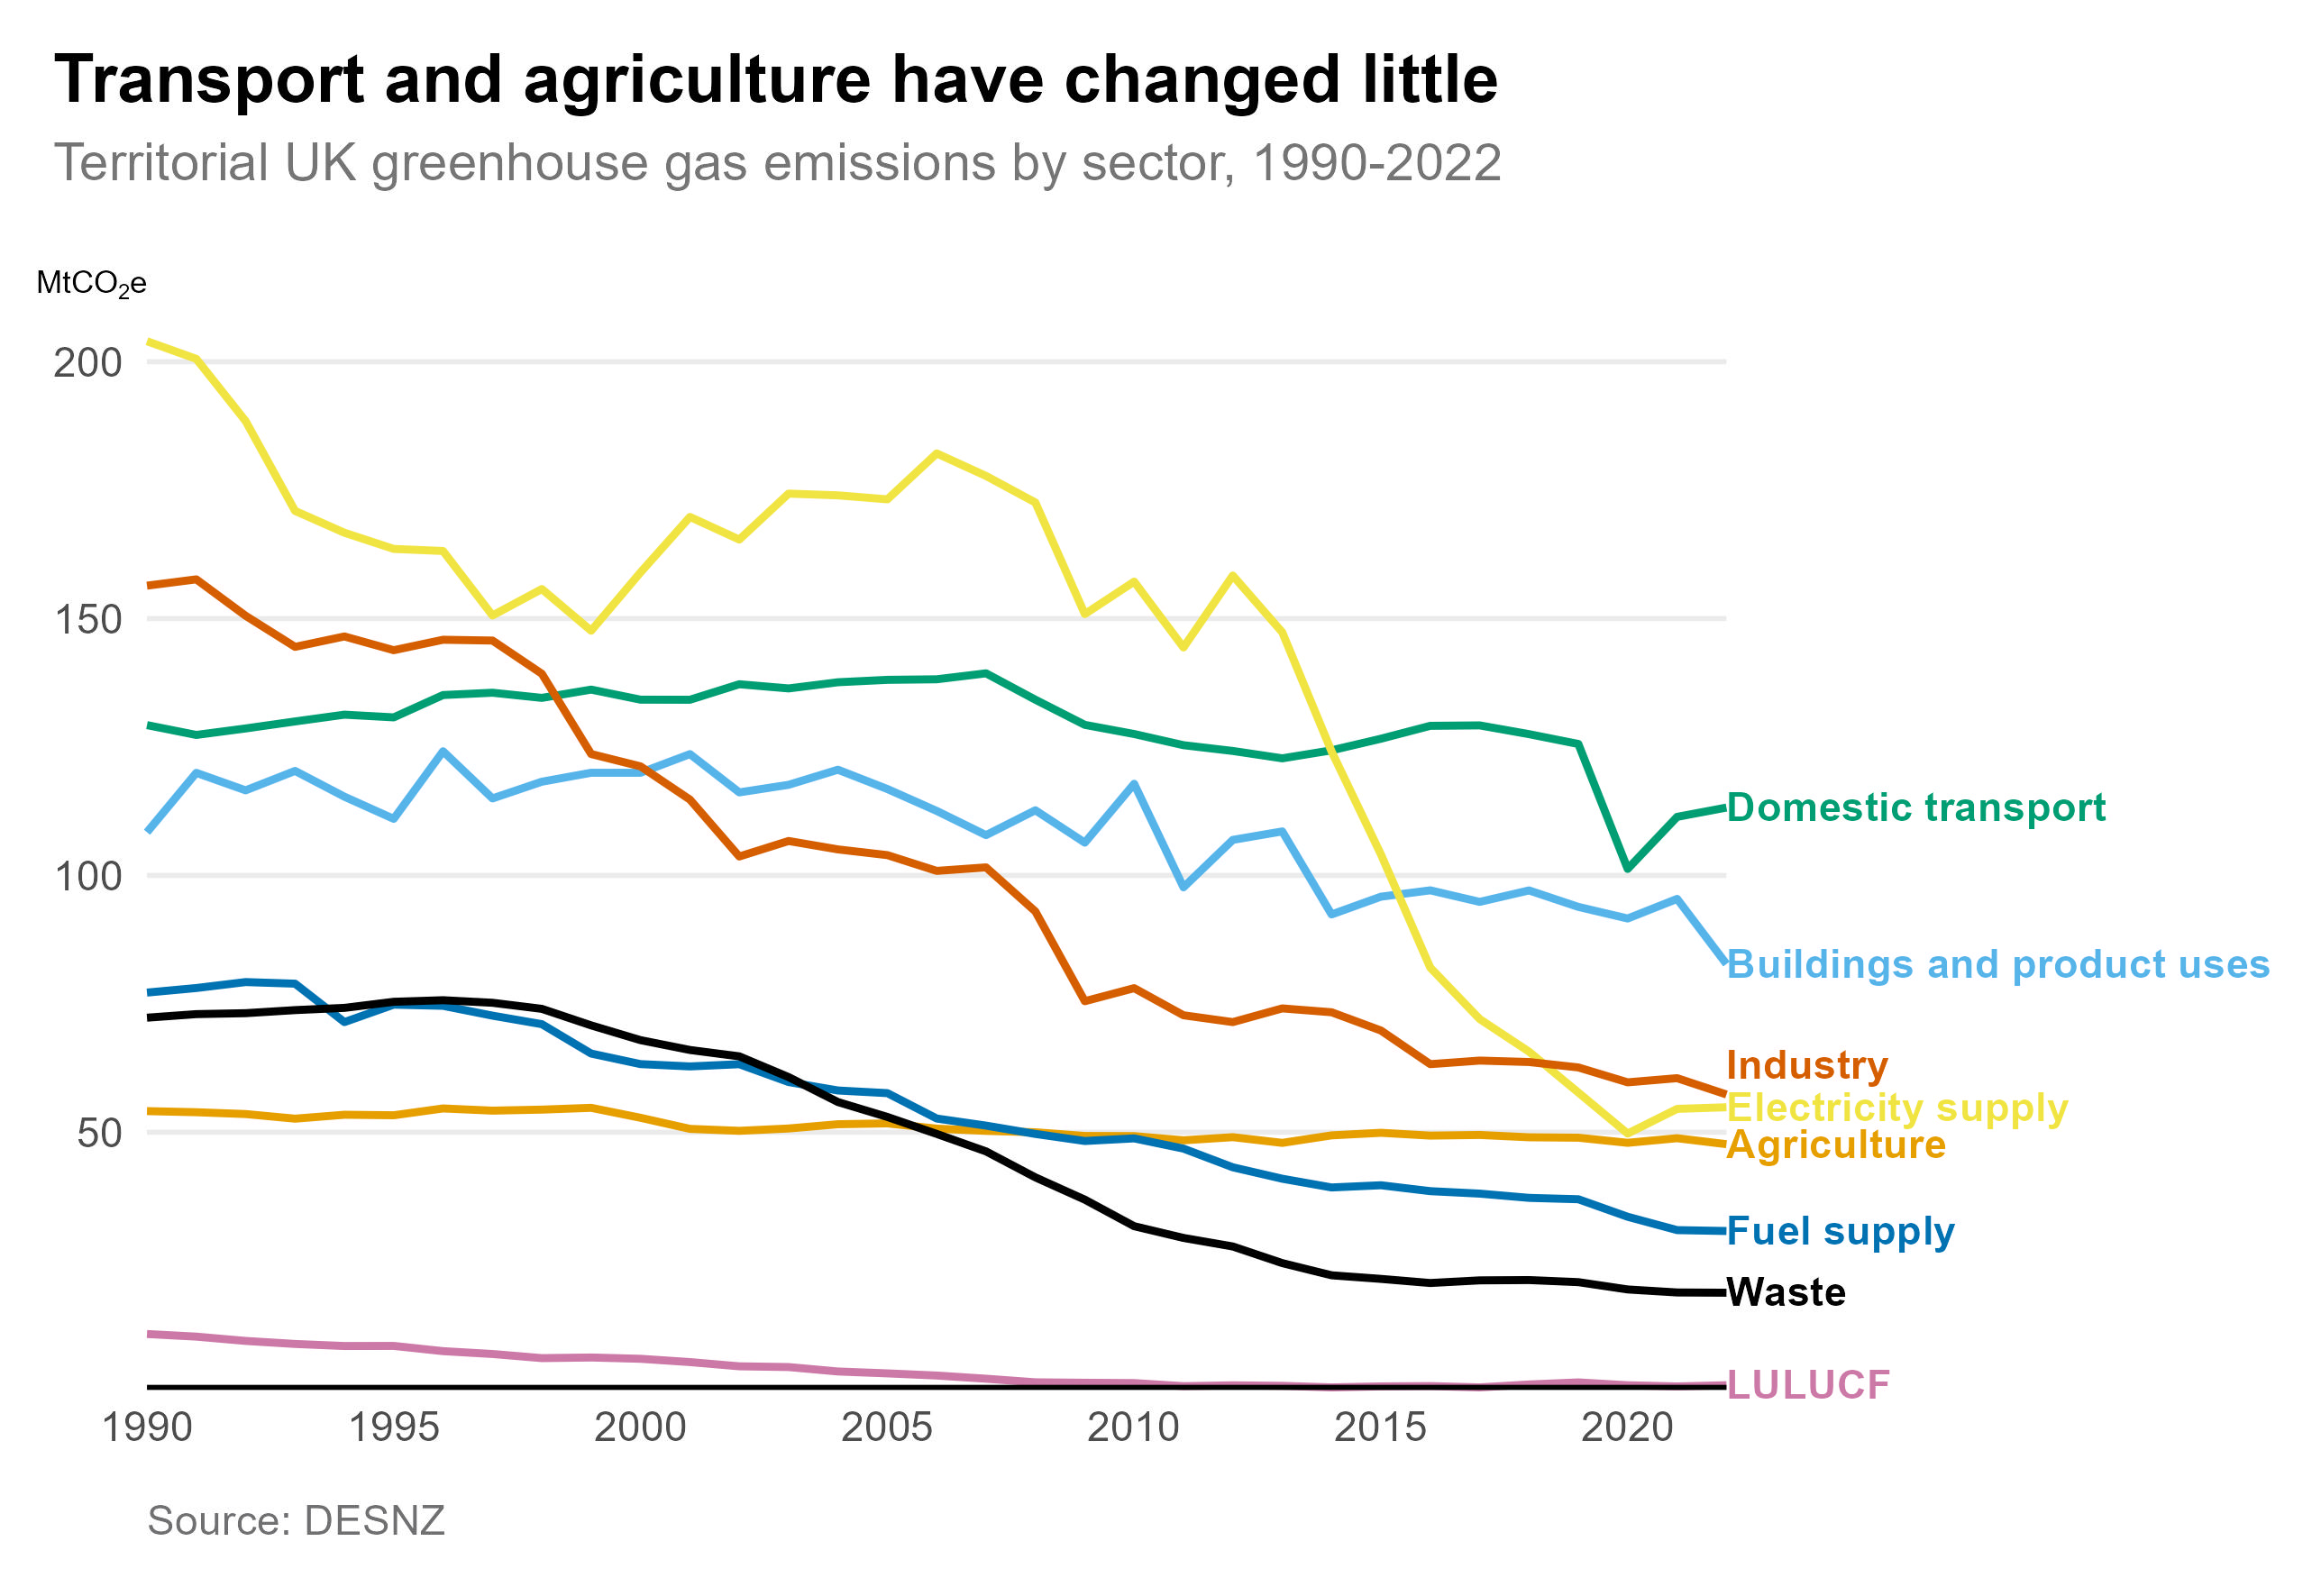 Transport and agriculture have changed little
Territorial UK greenhouse gas emissions by sector, 1990-2022
MtCO₂e
200
150
100
50
Domestic transport
Buildings and product uses
Industry
Electricity supply
Agriculture
Fuel supply
Waste
LULUCF
1990 1995 2000 2005 2010 2015 2020
Source: DESNZ